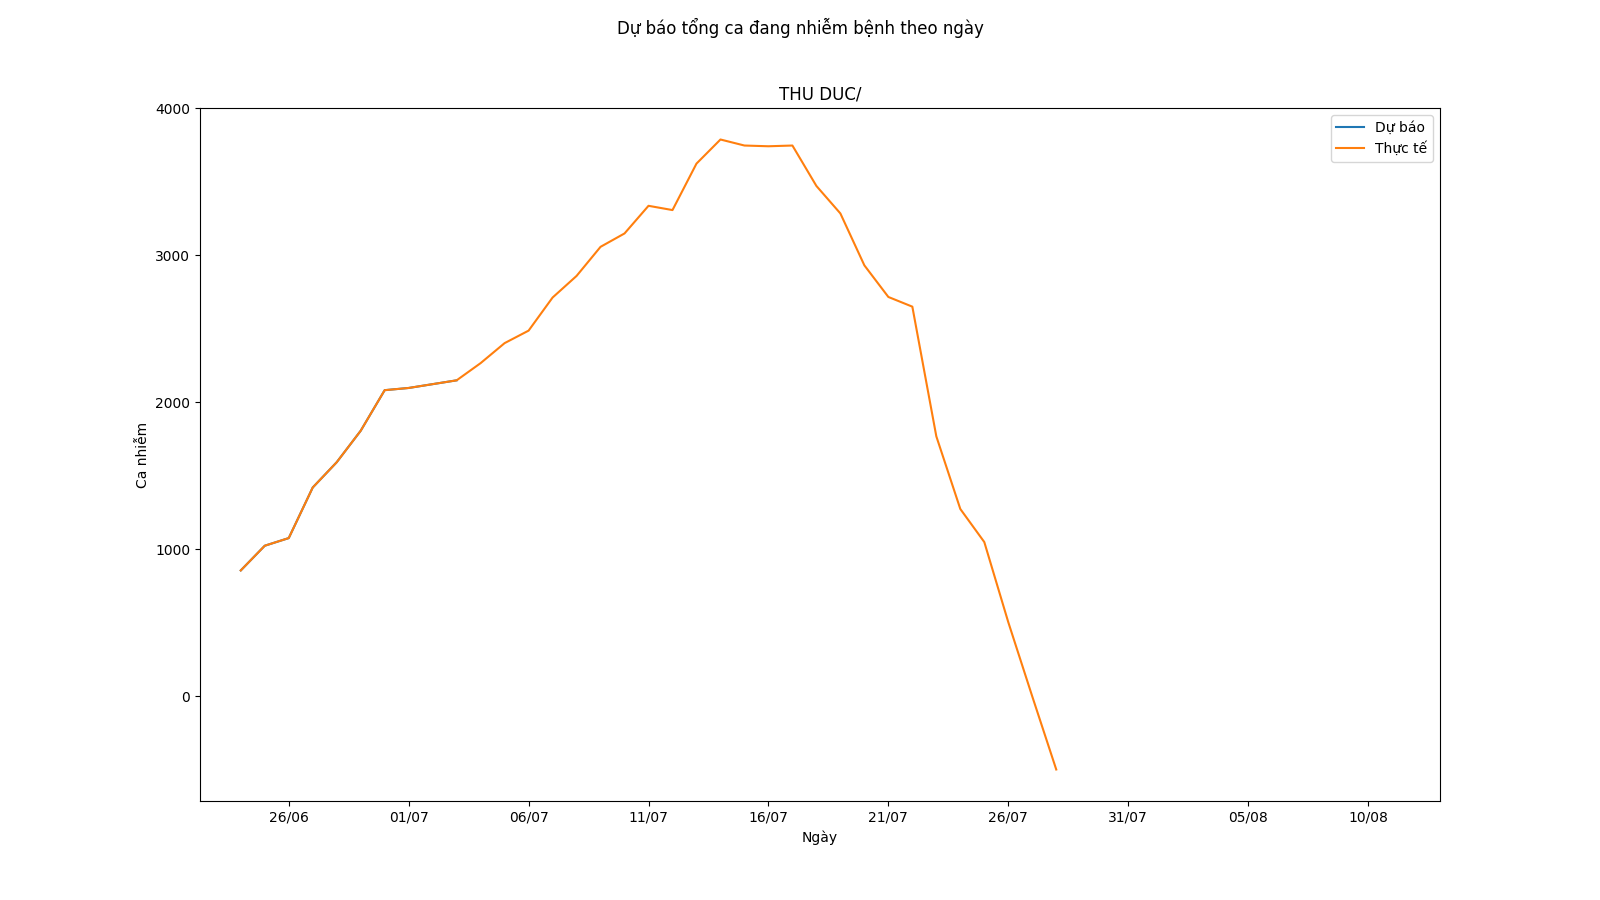 Dự báo tổng ca đang nhiễm bệnh theo ngày
THU DUC/
Dự báo
Thực tế
4000
3000
2000
1000
0
Ca nhiễm
26/06 01/07 06/07 11/07 16/07 21/07 26/07 31/07 05/08 10/08
Ngày